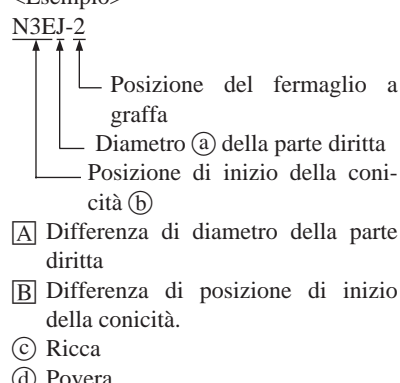 <Esempio>
N3EJ-2
Posizione del fermaglio a
graffa
Diametro ⓐ della parte diritta
Posizione di inizio della coni-
cità ⓑ
A Differenza di diametro della parte
diritta
B Differenza di posizione di inizio
della conicità.
ⓒ Ricca
ⓓ Povera